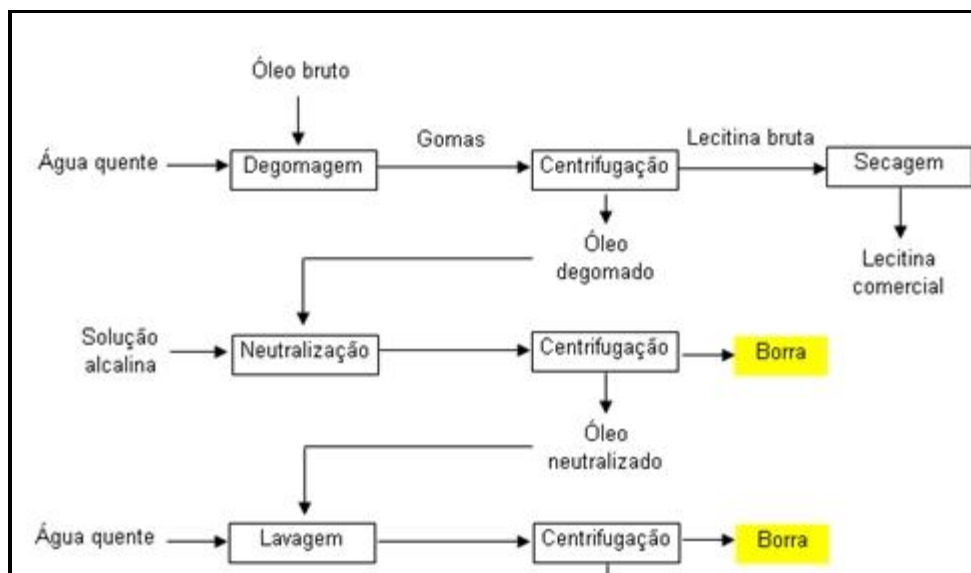 Óleo bruto
Água quente
Degomagem
Gomas
Centrifugação
Lecitina bruta
Secagem
Óleo
degomado
Lecitina
comercial
Solução
alcalina
Neutralização
Centrifugação
Borra
Óleo
neutralizado
Água quente
Lavagem
Centrifugação
Borra